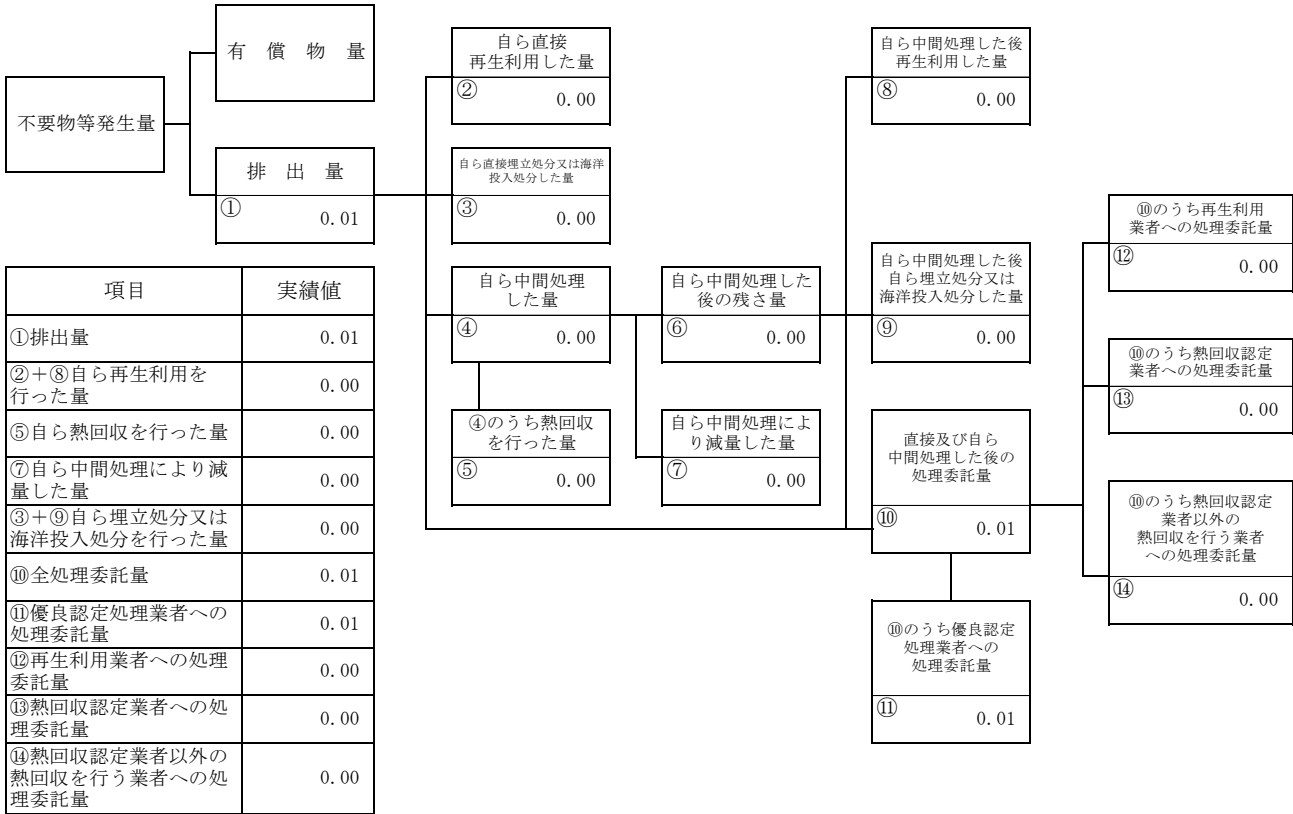 有 償 物 量
不要物等発生量
排 出 量
①
0.01
自ら直接
再生利用した量
②
0.00
自ら直接埋立処分又は海洋
投入処分した量
③
0.00
自ら中間処理
した量
④
0.00
④のうち熱回収
を行った量
⑤
0.00
自ら中間処理した
後の残さ量
⑥
0.00
自ら中間処理によ
り減量した量
⑦
0.00
自ら中間処理した後
再生利用した量
⑧
0.00
自ら中間処理した後
自ら埋立処分又は
海洋投入処分した量
⑨
0.00
直接及び自ら
中間処理した後の
処理委託量
⑩
0.01
⑩のうち優良認定
処理業者への
処理委託量
⑪
0.01
⑩のうち再生利用
業者への処理委託量
⑫
0.00
⑩のうち熱回収認定
業者への処理委託量
⑬
0.00
⑩のうち熱回収認定
業者以外の
熱回収を行う業者
への処理委託量
⑭
0.00
項目 実績値
①排出量 0.01
②+⑧自ら再生利用を
行った量 0.00
⑤自ら熱回収を行った量 0.00
⑦自ら中間処理により減
量した量 0.00
③+⑨自ら埋立処分又は
海洋投入処分を行った量 0.00
⑩全処理委託量 0.01
⑪優良認定処理業者への
処理委託量 0.01
⑫再生利用業者への処理
委託量 0.00
⑬熱回収認定業者への処
理委託量 0.00
⑭熱回収認定業者以外の
熱回収を行う業者への処
理委託量 0.00